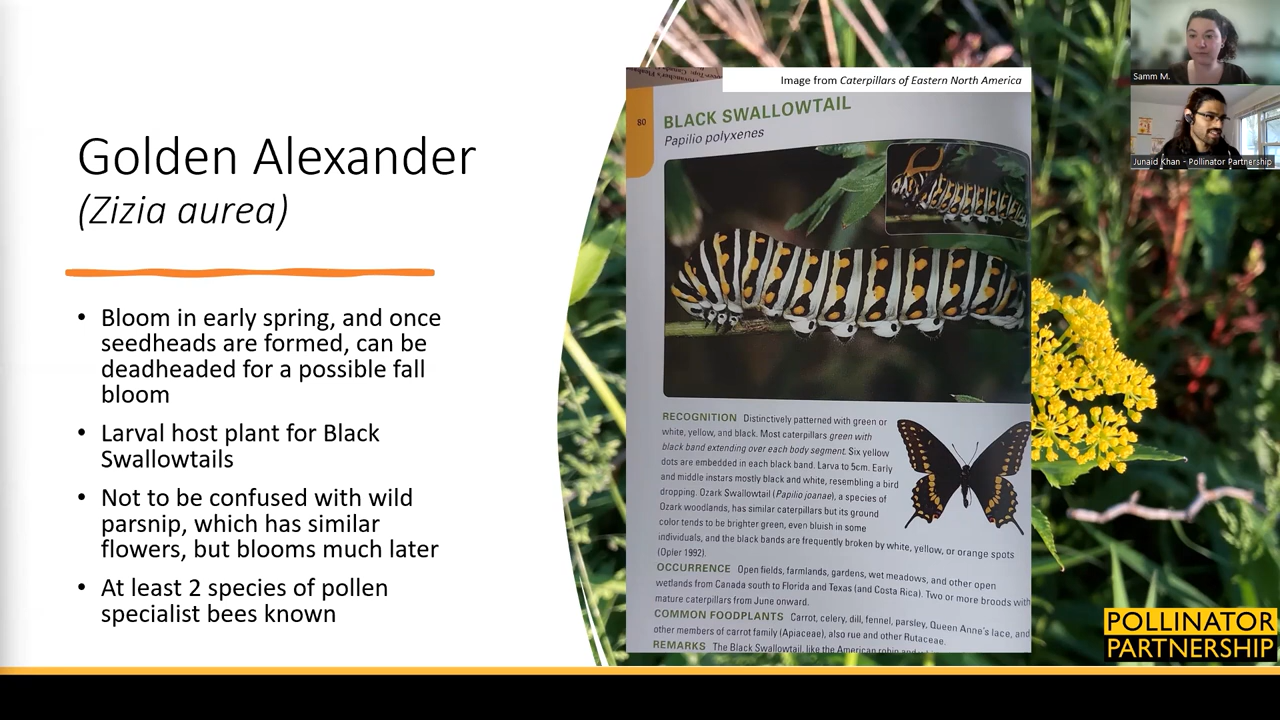 Golden Alexander
(Zizia aurea)
• Bloom in early spring, and once
seedheads are formed, can be
deadheaded for a possible fall
bloom
• Larval host plant for Black
Swallowtails
• Not to be confused with wild
parsnip, which has similar
flowers, but blooms much later
• At least 2 species of pollen
specialist bees known
Image from Caterpillars of Eastern North America
80
BLACK SWALLOWTAIL
Papilio polyxenes
RECOGNITION Distinctively patterned with green or
white, yellow, and black. Most caterpillars green with
black band extending over each body segment. Six yellow
dots are embedded in each black band. Larva to 5cm. Early
and middle instars mostly black and white, resembling a bird
dropping. Ozark Swallowtail (Papilio joanae), a species of
Ozark woodlands, has similar caterpillars but its ground
color tends to be brighter green, even bluish in some
individuals, and the black bands are frequently broken by white, yellow, or orange spots
(Opler 1992).
OCCURRENCE Open fields, farmlands, gardens, wet meadows, and other open
wetlands from Canada south to Florida and Texas (and Costa Rica). Two or more broods with
mature caterpillars from June onward.
COMMON FOODPLANTS Carrot, celery, dill, fennel, parsley, Queen Anne's lace, and
other members of carrot family (Apiaceae), also rue and other Rutaceae.
REMARKS The Black Swallowtail, like the American robin and
Samm M.
Junaid Khan - Pollinator Partnership
POLLINATOR
PARTNERSHIP